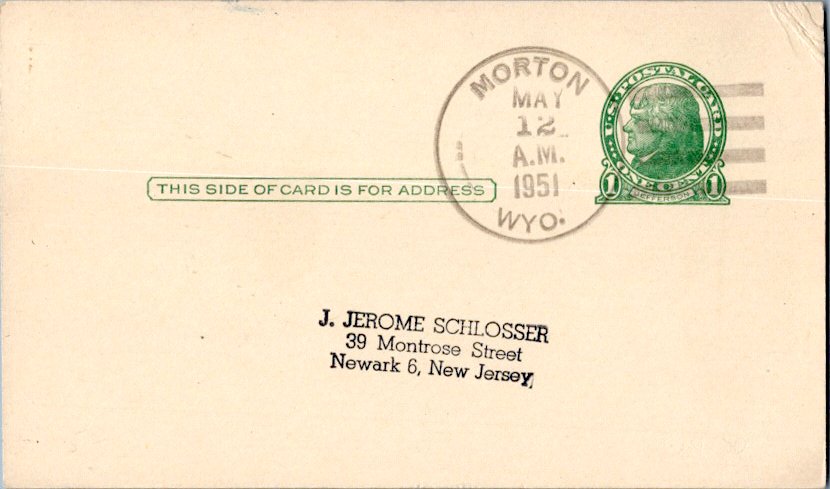 MORTON
MAY
12
A.M.
1951
WYO.
U·S·POSTAL CARD
ONE CENT
1 1
JEFFERSON
THIS SIDE OF CARD IS FOR ADDRESS
J. JEROME SCHLOSSER
39 Montrose Street
Newark 6, New Jersey